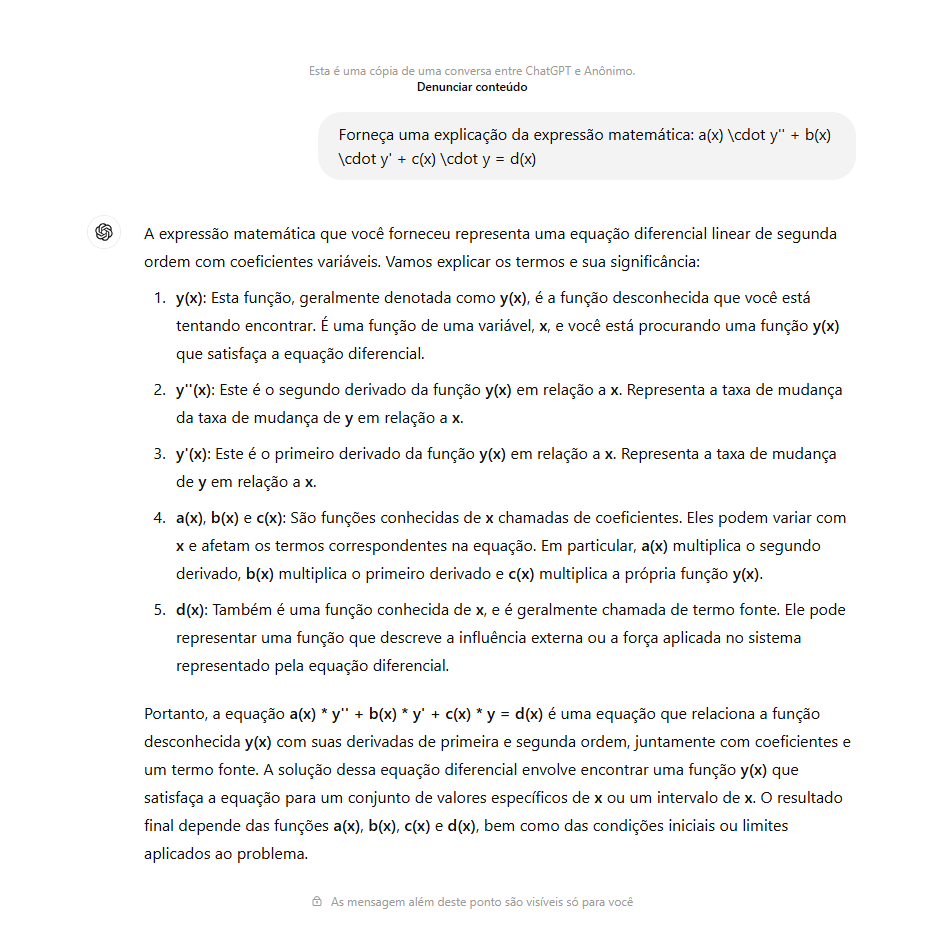 Esta é uma cópia de uma conversa entre ChatGPT e Anônimo.
Denunciar conteúdo
Forneça uma explicação da expressão matemática: a(x) \cdot y'' + b(x)
\cdot y' + c(x) \cdot y = d(x)
A expressão matemática que você forneceu representa uma equação diferencial linear de segunda
ordem com coeficientes variáveis. Vamos explicar os termos e sua significância:
1. y(x): Esta função, geralmente denotada como y(x), é a função desconhecida que você está
tentando encontrar. É uma função de uma variável, x, e você está procurando uma função y(x)
que satisfaça a equação diferencial.
2. y''(x): Este é o segundo derivado da função y(x) em relação a x. Representa a taxa de mudança
da taxa de mudança de y em relação a x.
3. y'(x): Este é o primeiro derivado da função y(x) em relação a x. Representa a taxa de mudança
de y em relação a x.
4. a(x), b(x) e c(x): São funções conhecidas de x chamadas de coeficientes. Eles podem variar com
x e afetam os termos correspondentes na equação. Em particular, a(x) multiplica o segundo
derivado, b(x) multiplica o primeiro derivado e c(x) multiplica a própria função y(x).
5. d(x): Também é uma função conhecida de x, e é geralmente chamada de termo fonte. Ele pode
representar uma função que descreve a influência externa ou a força aplicada no sistema
representado pela equação diferencial.
Portanto, a equação a(x) * y'' + b(x) * y' + c(x) * y = d(x) é uma equação que relaciona a função
desconhecida y(x) com suas derivadas de primeira e segunda ordem, juntamente com coeficientes e
um termo fonte. A solução dessa equação diferencial envolve encontrar uma função y(x) que
satisfaça a equação para um conjunto de valores específicos de x ou um intervalo de x. O resultado
final depende das funções a(x), b(x), c(x) e d(x), bem como das condições iniciais ou limites
aplicados ao problema.
As mensagem além deste ponto são visíveis só para você